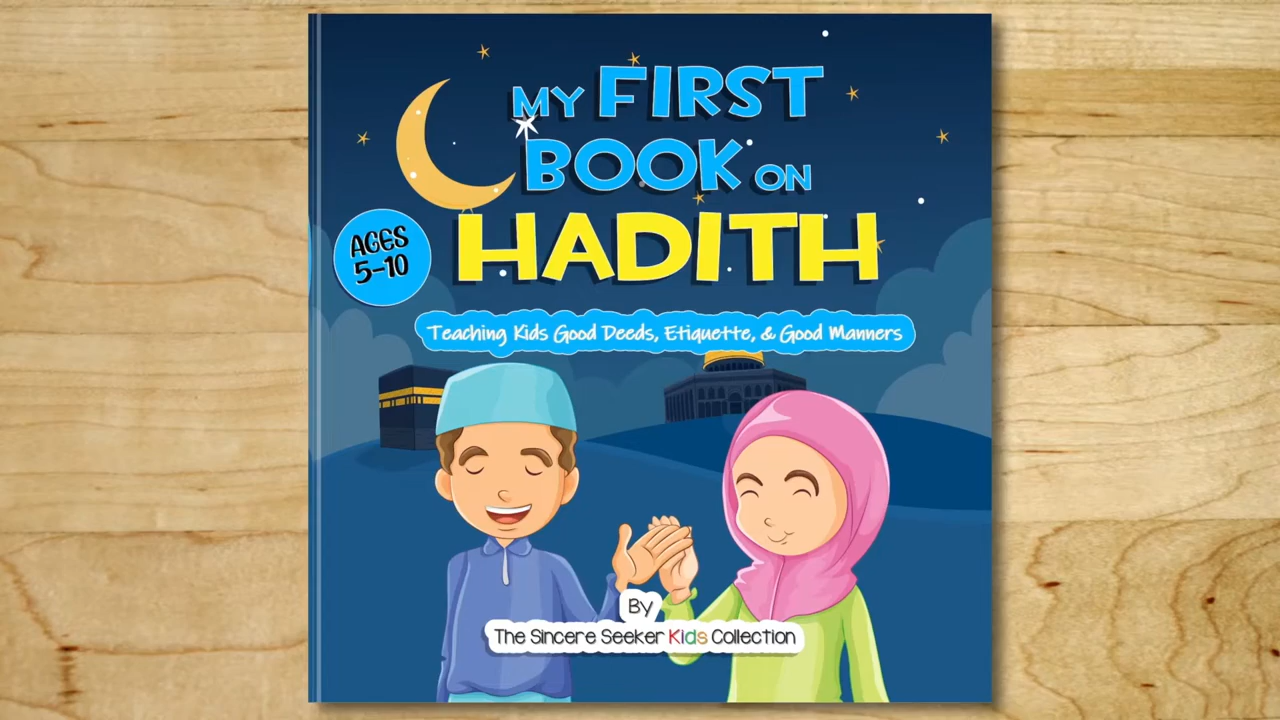 MY FIRST
BOOK ON
HADITH
AGES
5-10
Teaching Kids Good Deeds, Etiquette, & Good Manners
By
The Sincere Seeker Kids Collection